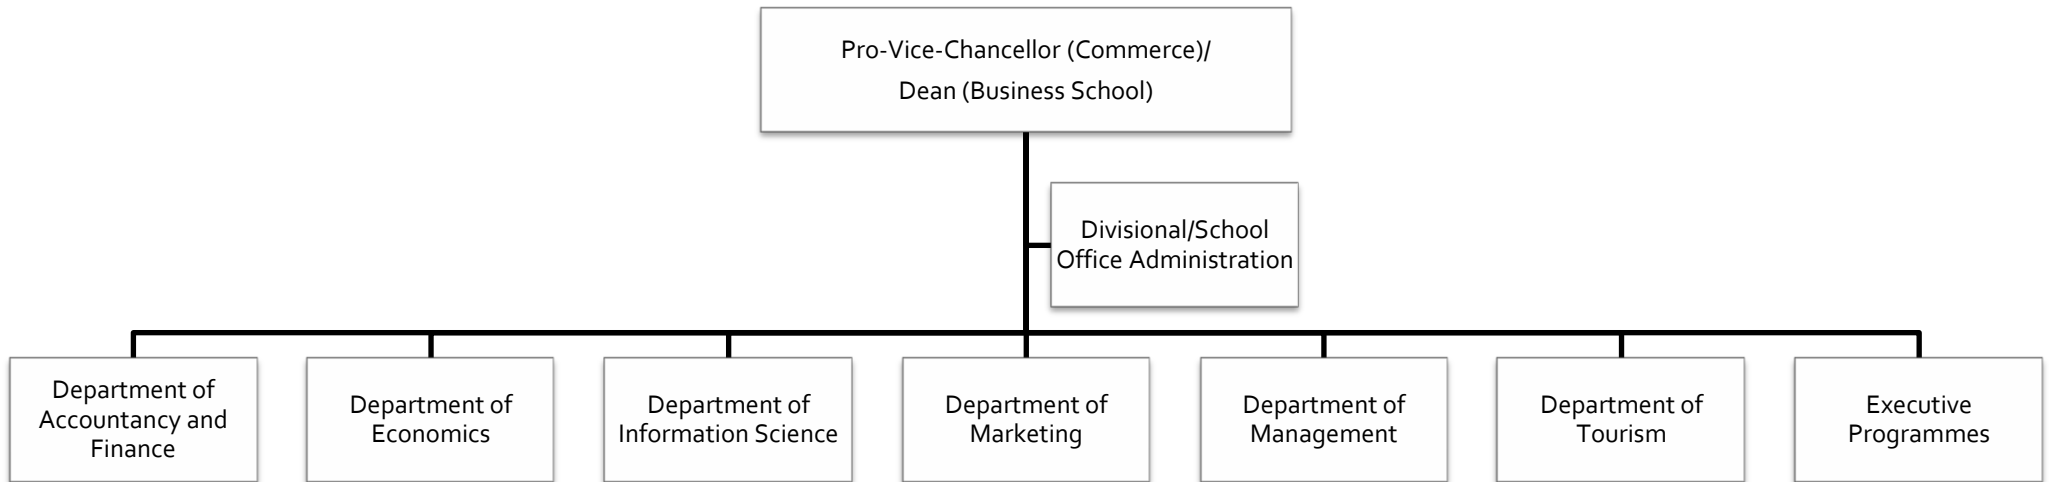 Pro-Vice-Chancellor (Commerce)/
Dean (Business School)
Divisional/School
Office Administration
Department of
Accountancy and
Finance
Department of
Economics
Department of
Information Science
Department of
Marketing
Department of
Management
Department of
Tourism
Executive
Programmes